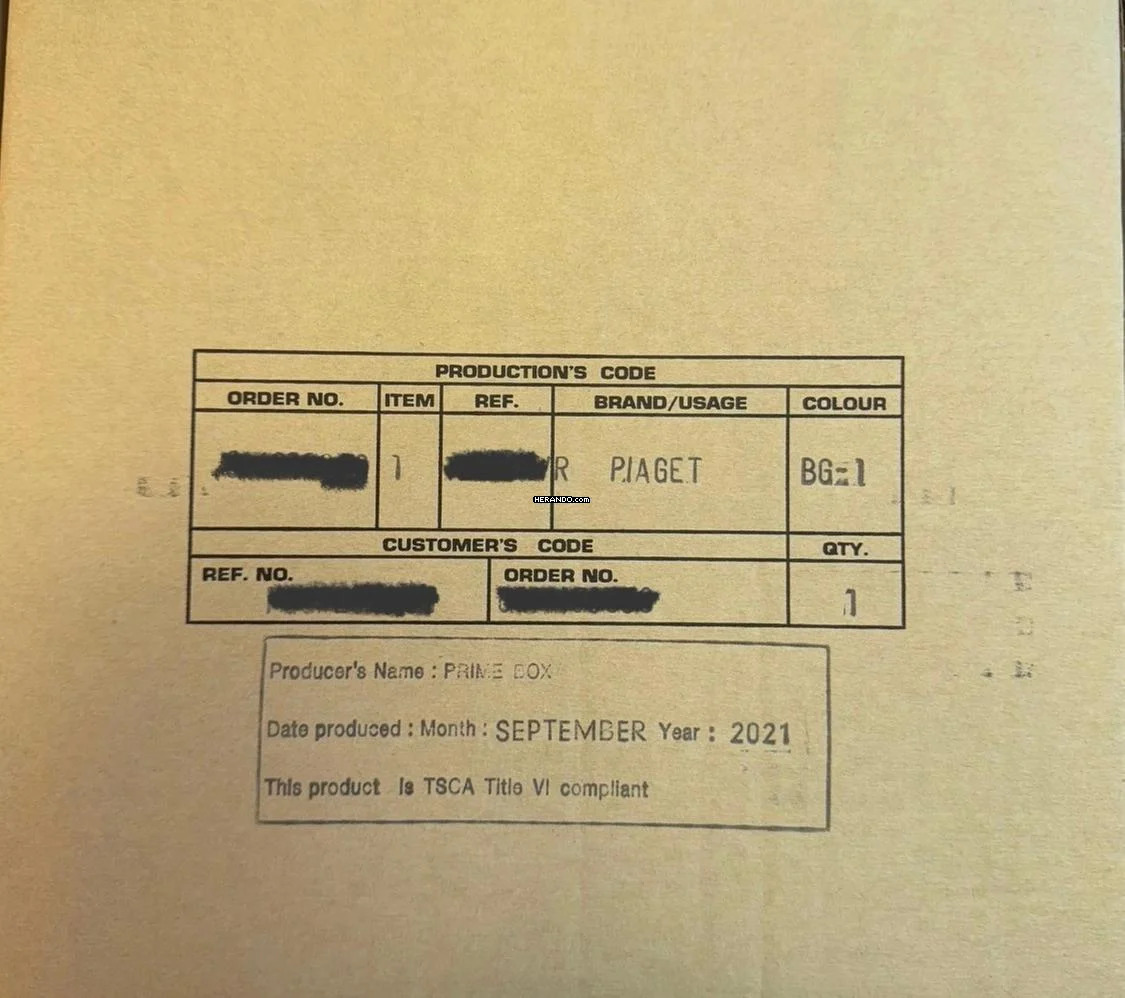 PRODUCTION'S CODE
ORDER NO. ITEM REF. BRAND/USAGE COLOUR
1 R PIAGET BG-1
HERANDO.com
CUSTOMER'S CODE QTY.
REF. NO. ORDER NO.
1
Producer's Name : PRIME BOX
Date produced : Month : SEPTEMBER Year : 2021
This product Is TSCA Title VI compliant